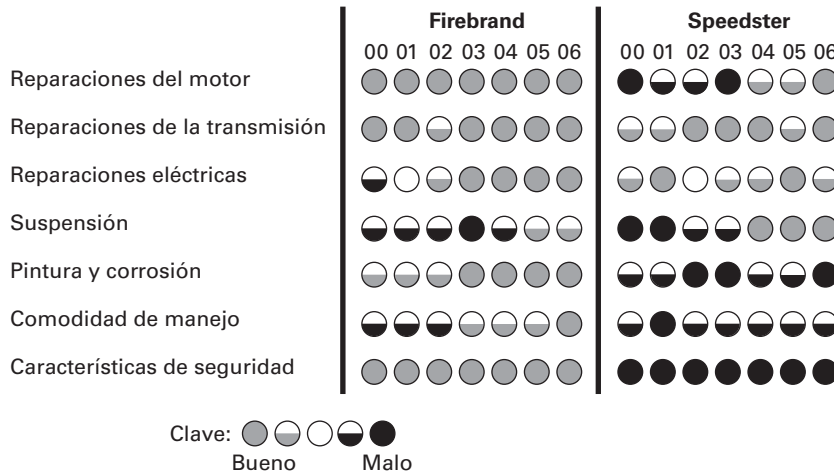 Firebrand Speedster
00 01 02 03 04 05 06 00 01 02 03 04 05 06
Reparaciones del motor
Reparaciones de la transmisión
Reparaciones eléctricas
Suspensión
Pintura y corrosión
Comodidad de manejo
Características de seguridad
Clave:
Bueno Malo